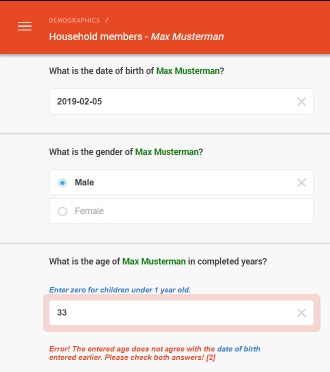 DEMOGRAPHICS /
Household members - Max Musterman
What is the date of birth of Max Musterman?
2019-02-05
What is the gender of Max Musterman?
Male
Female
What is the age of Max Musterman in completed years?
Enter zero for children under 1 year old.
33
Error! The entered age does not agree with the date of birth
entered earlier. Please check both answers! [2]